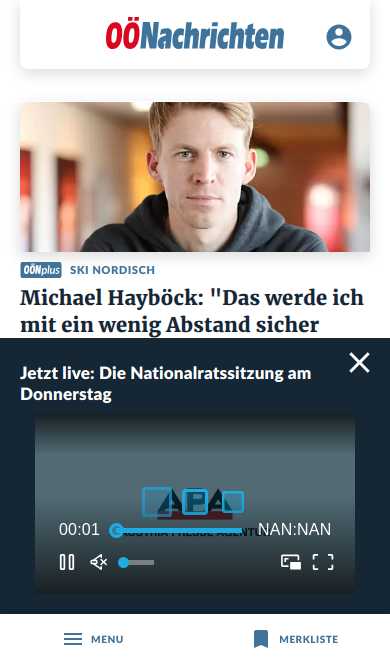 OÖNachrichten
OÖNplus SKI NORDISCH
Michael Hayböck: "Das werde ich
mit ein wenig Abstand sicher
Jetzt live: Die Nationalratssitzung am
Donnerstag
APA
00:01 NAN:NAN
AUSTRIA PRESSE AGENTUR
MENU MERKLISTE